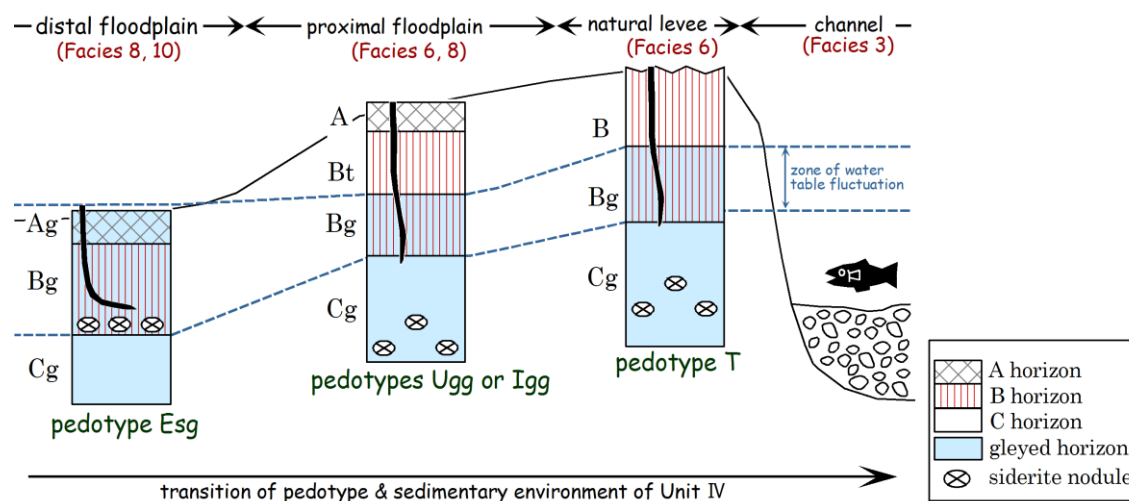 distal floodplain
(Facies 8, 10)
proximal floodplain
(Facies 6, 8)
natural levee
(Facies 6)
channel
(Facies 3)
Ag
Bg
Cg
pedotype Esg
A
Bt
Bg
Cg
pedotypes Ugg or Igg
B
Bg
Cg
pedotype T
zone of water
table fluctuation
A horizon
B horizon
C horizon
gleyed horizon
siderite nodule
transition of pedotype & sedimentary environment of Unit Ⅳ